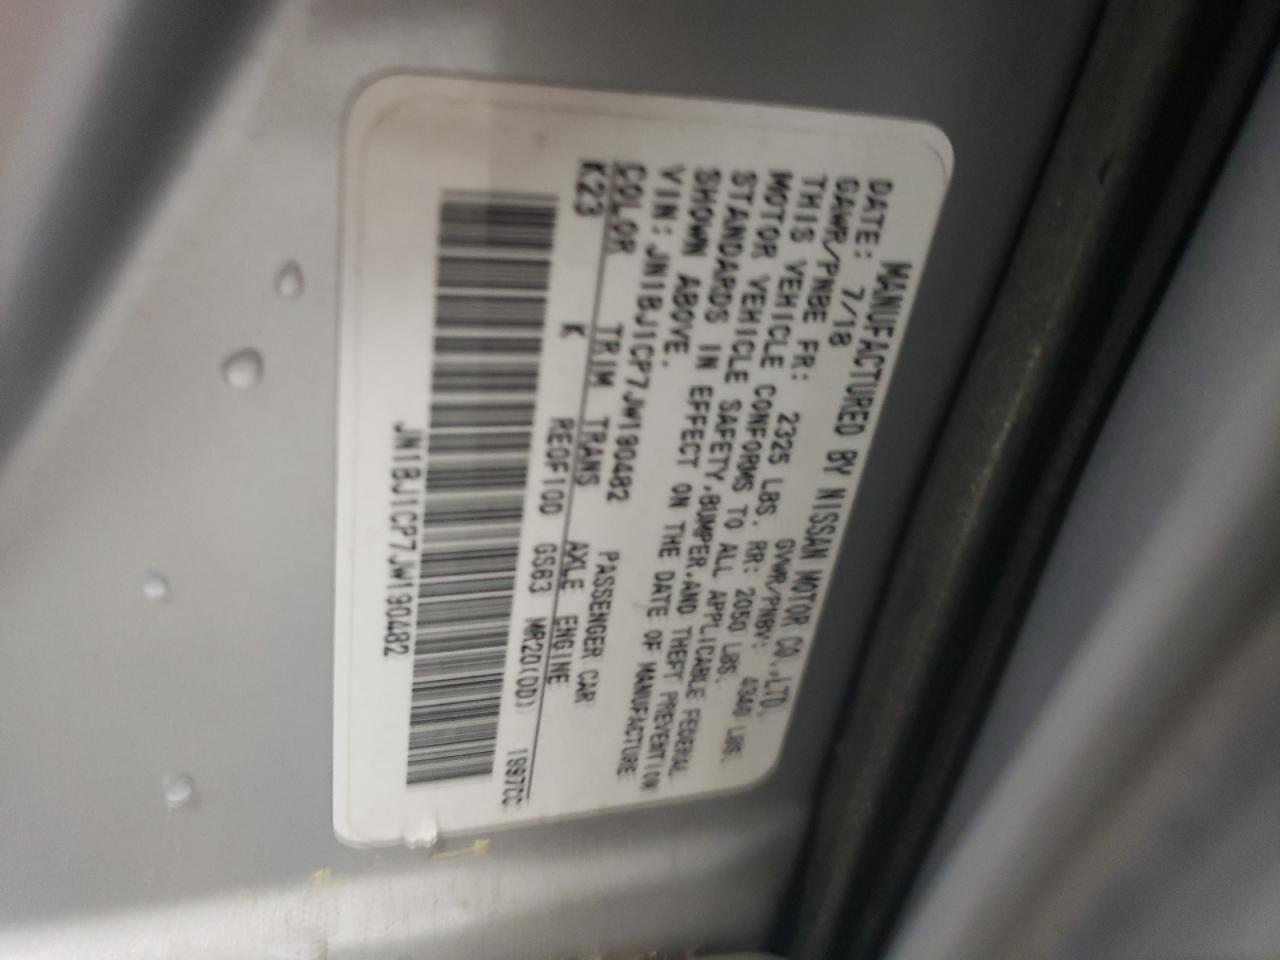 MANUFACTURED BY NISSAN MOTOR CO.,LTD.
DATE: 7/18 GVWR/PNBV: 4340 LBS.
GAWR/PNBE FR: 2325 LBS. RR: 2050 LBS.
THIS VEHICLE CONFORMS TO ALL APPLICABLE FEDERAL
MOTOR VEHICLE SAFETY,BUMPER,AND THEFT PREVENTION
STANDARDS IN EFFECT ON THE DATE OF MANUFACTURE
SHOWN ABOVE.
VIN: JN1BJ1CP7JW190482 PASSENGER CAR
COLOR TRIM TRANS AXLE ENGINE
K23 K RE0F10D GS63 MR20(DD) 1997CC
JN1BJ1CP7JW190482